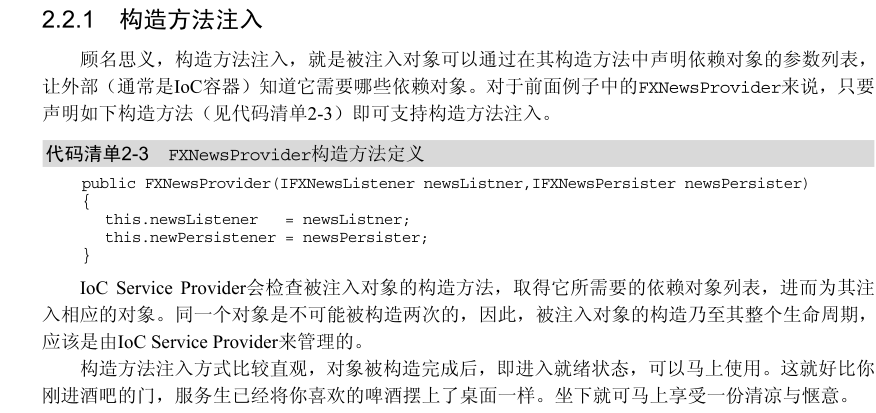 2.2.1 构造方法注入
顾名思义，构造方法注入，就是被注入对象可以通过在其构造方法中声明依赖对象的参数列表，
让外部（通常是IoC容器）知道它需要哪些依赖对象。对于前面例子中的FXNewsProvider来说，只要
声明如下构造方法（见代码清单2-3）即可支持构造方法注入。
代码清单2-3 FXNewsProvider构造方法定义
public FXNewsProvider(IFXNewsListener newsListner,IFXNewsPersister newsPersister)
{
this.newsListener = newsListner;
this.newPersistener = newsPersister;
}
IoC Service Provider会检查被注入对象的构造方法，取得它所需要的依赖对象列表，进而为其注
入相应的对象。同一个对象是不可能被构造两次的，因此，被注入对象的构造乃至其整个生命周期，
应该是由IoC Service Provider来管理的。
构造方法注入方式比较直观，对象被构造完成后，即进入就绪状态，可以马上使用。这就好比你
刚进酒吧的门，服务生已经将你喜欢的啤酒摆上了桌面一样。坐下就可马上享受一份清凉与惬意。